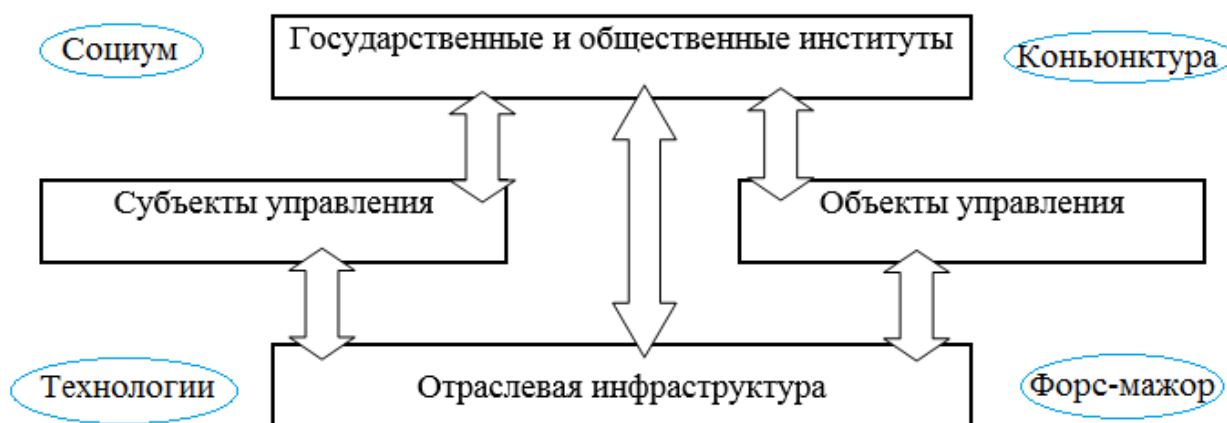 Социум
Государственные и общественные институты
Коньюнктура
Субъекты управления
Объекты управления
Технологии
Отраслевая инфраструктура
Форс-мажор